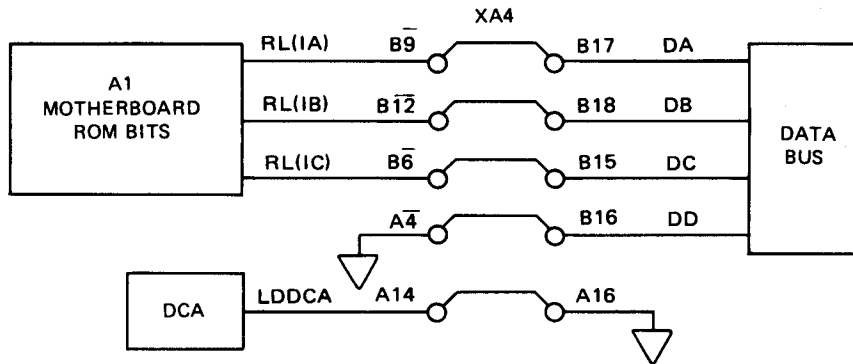 XA4
RL(IA) B9̅ B17 DA
A1
MOTHERBOARD
ROM BITS
RL(IB) B1̅2̅ B18 DB
DATA
BUS
RL(IC) B6̅ B15 DC
A4̅ B16 DD
DCA
LDDCA A14 A16